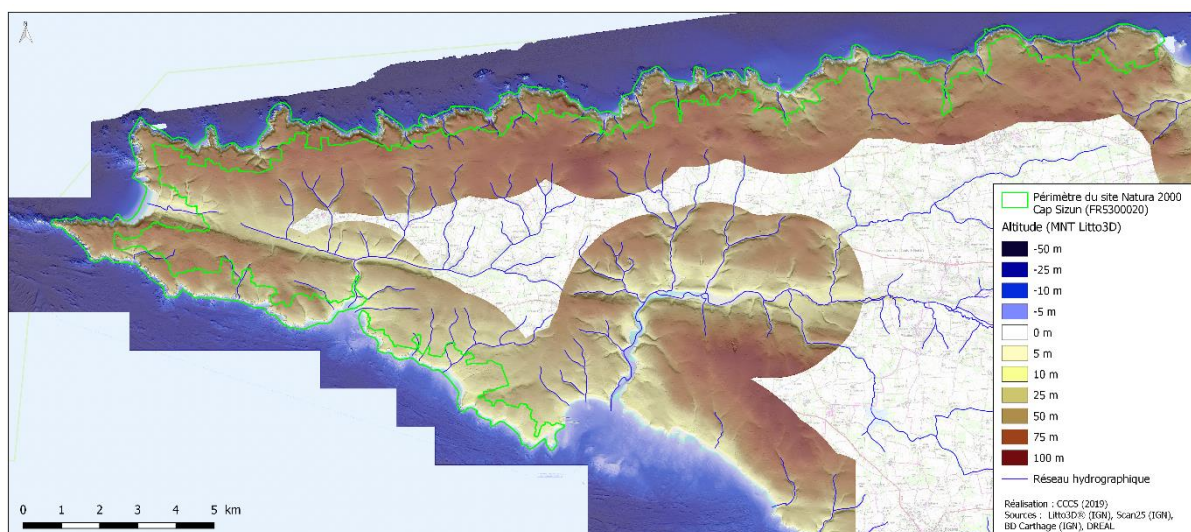 Périmètre du site Natura 2000
Cap Sizun (FR5300020)
Altitude (MNT Litto3D)
-50 m
-25 m
-10 m
-5 m
0 m
5 m
10 m
25 m
50 m
75 m
100 m
Réseau hydrographique
Réalisation : CCCS (2019)
Sources : Litto3D® (IGN), Scan25 (IGN),
BD Carthage (IGN), DREAL
0 1 2 3 4 5 km